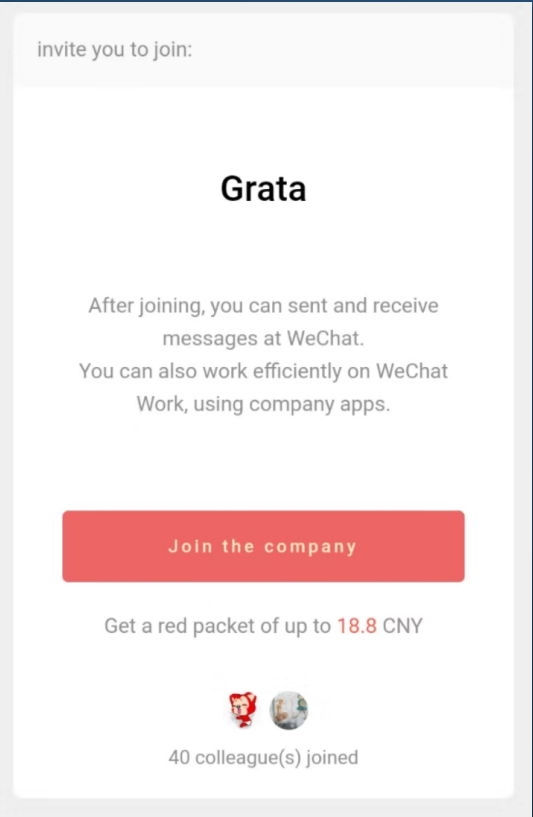 invite you to join:
Grata
After joining, you can sent and receive
messages at WeChat.
You can also work efficiently on WeChat
Work, using company apps.
Join the company
Get a red packet of up to 18.8 CNY
40 colleague(s) joined